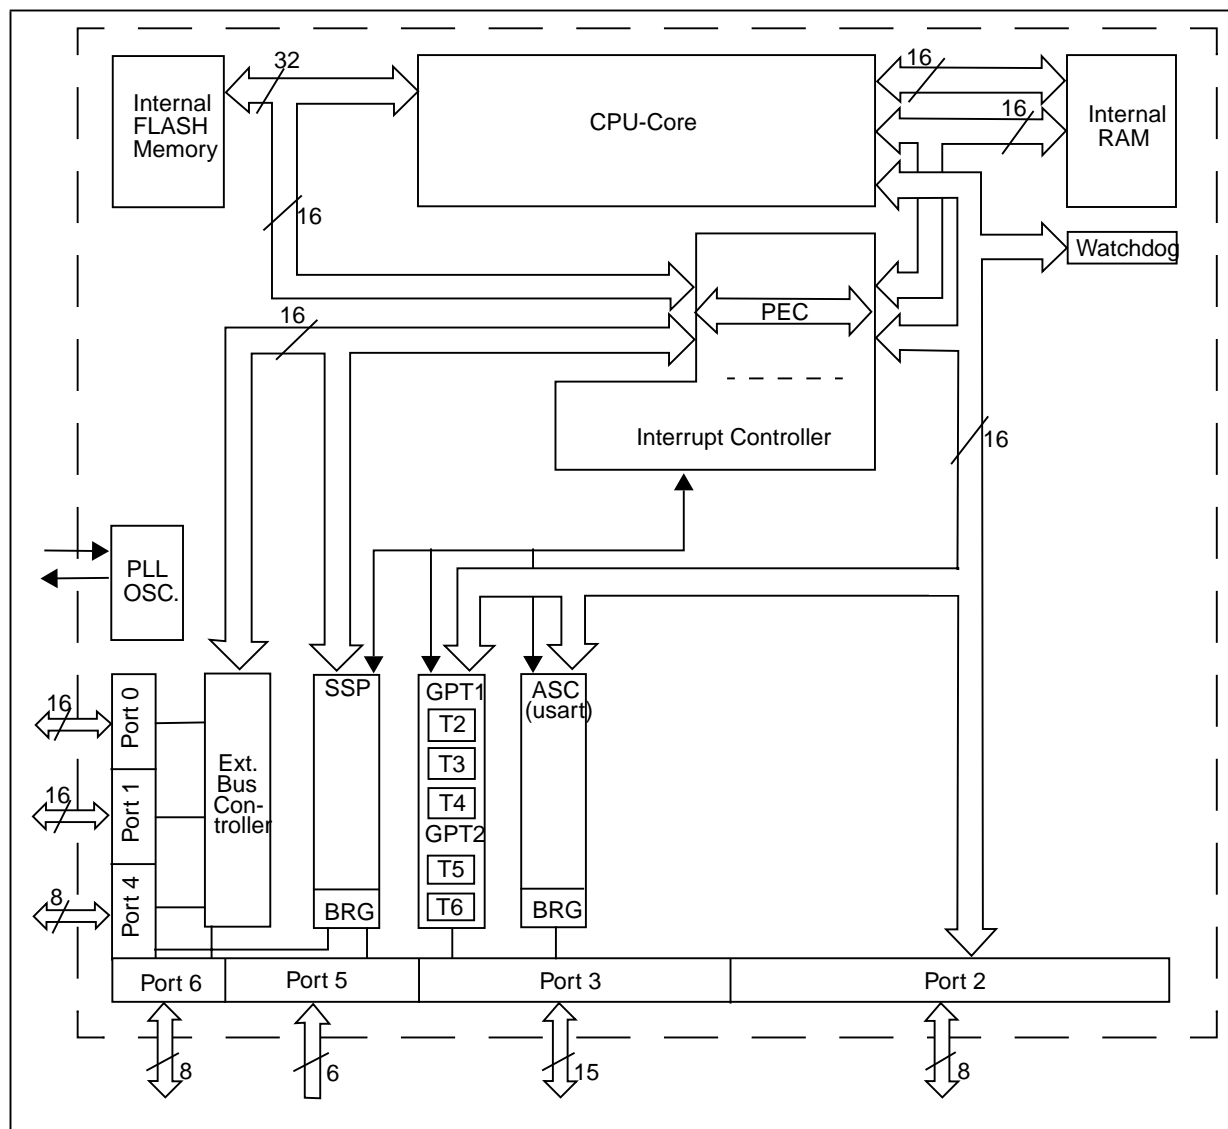 32
16
Internal
FLASH
Memory
CPU-Core
16
Internal
RAM
16
Watchdog
16
PEC
Interrupt Controller
16
PLL
OSC.
SSP
GPT1
ASC
(usart)
T2
T3
T4
GPT2
T5
T6
BRG
BRG
16
Port 0
16
Port 1
8
Port 4
Ext.
Bus
Con-
troller
Port 6
Port 5
Port 3
Port 2
8
6
15
8